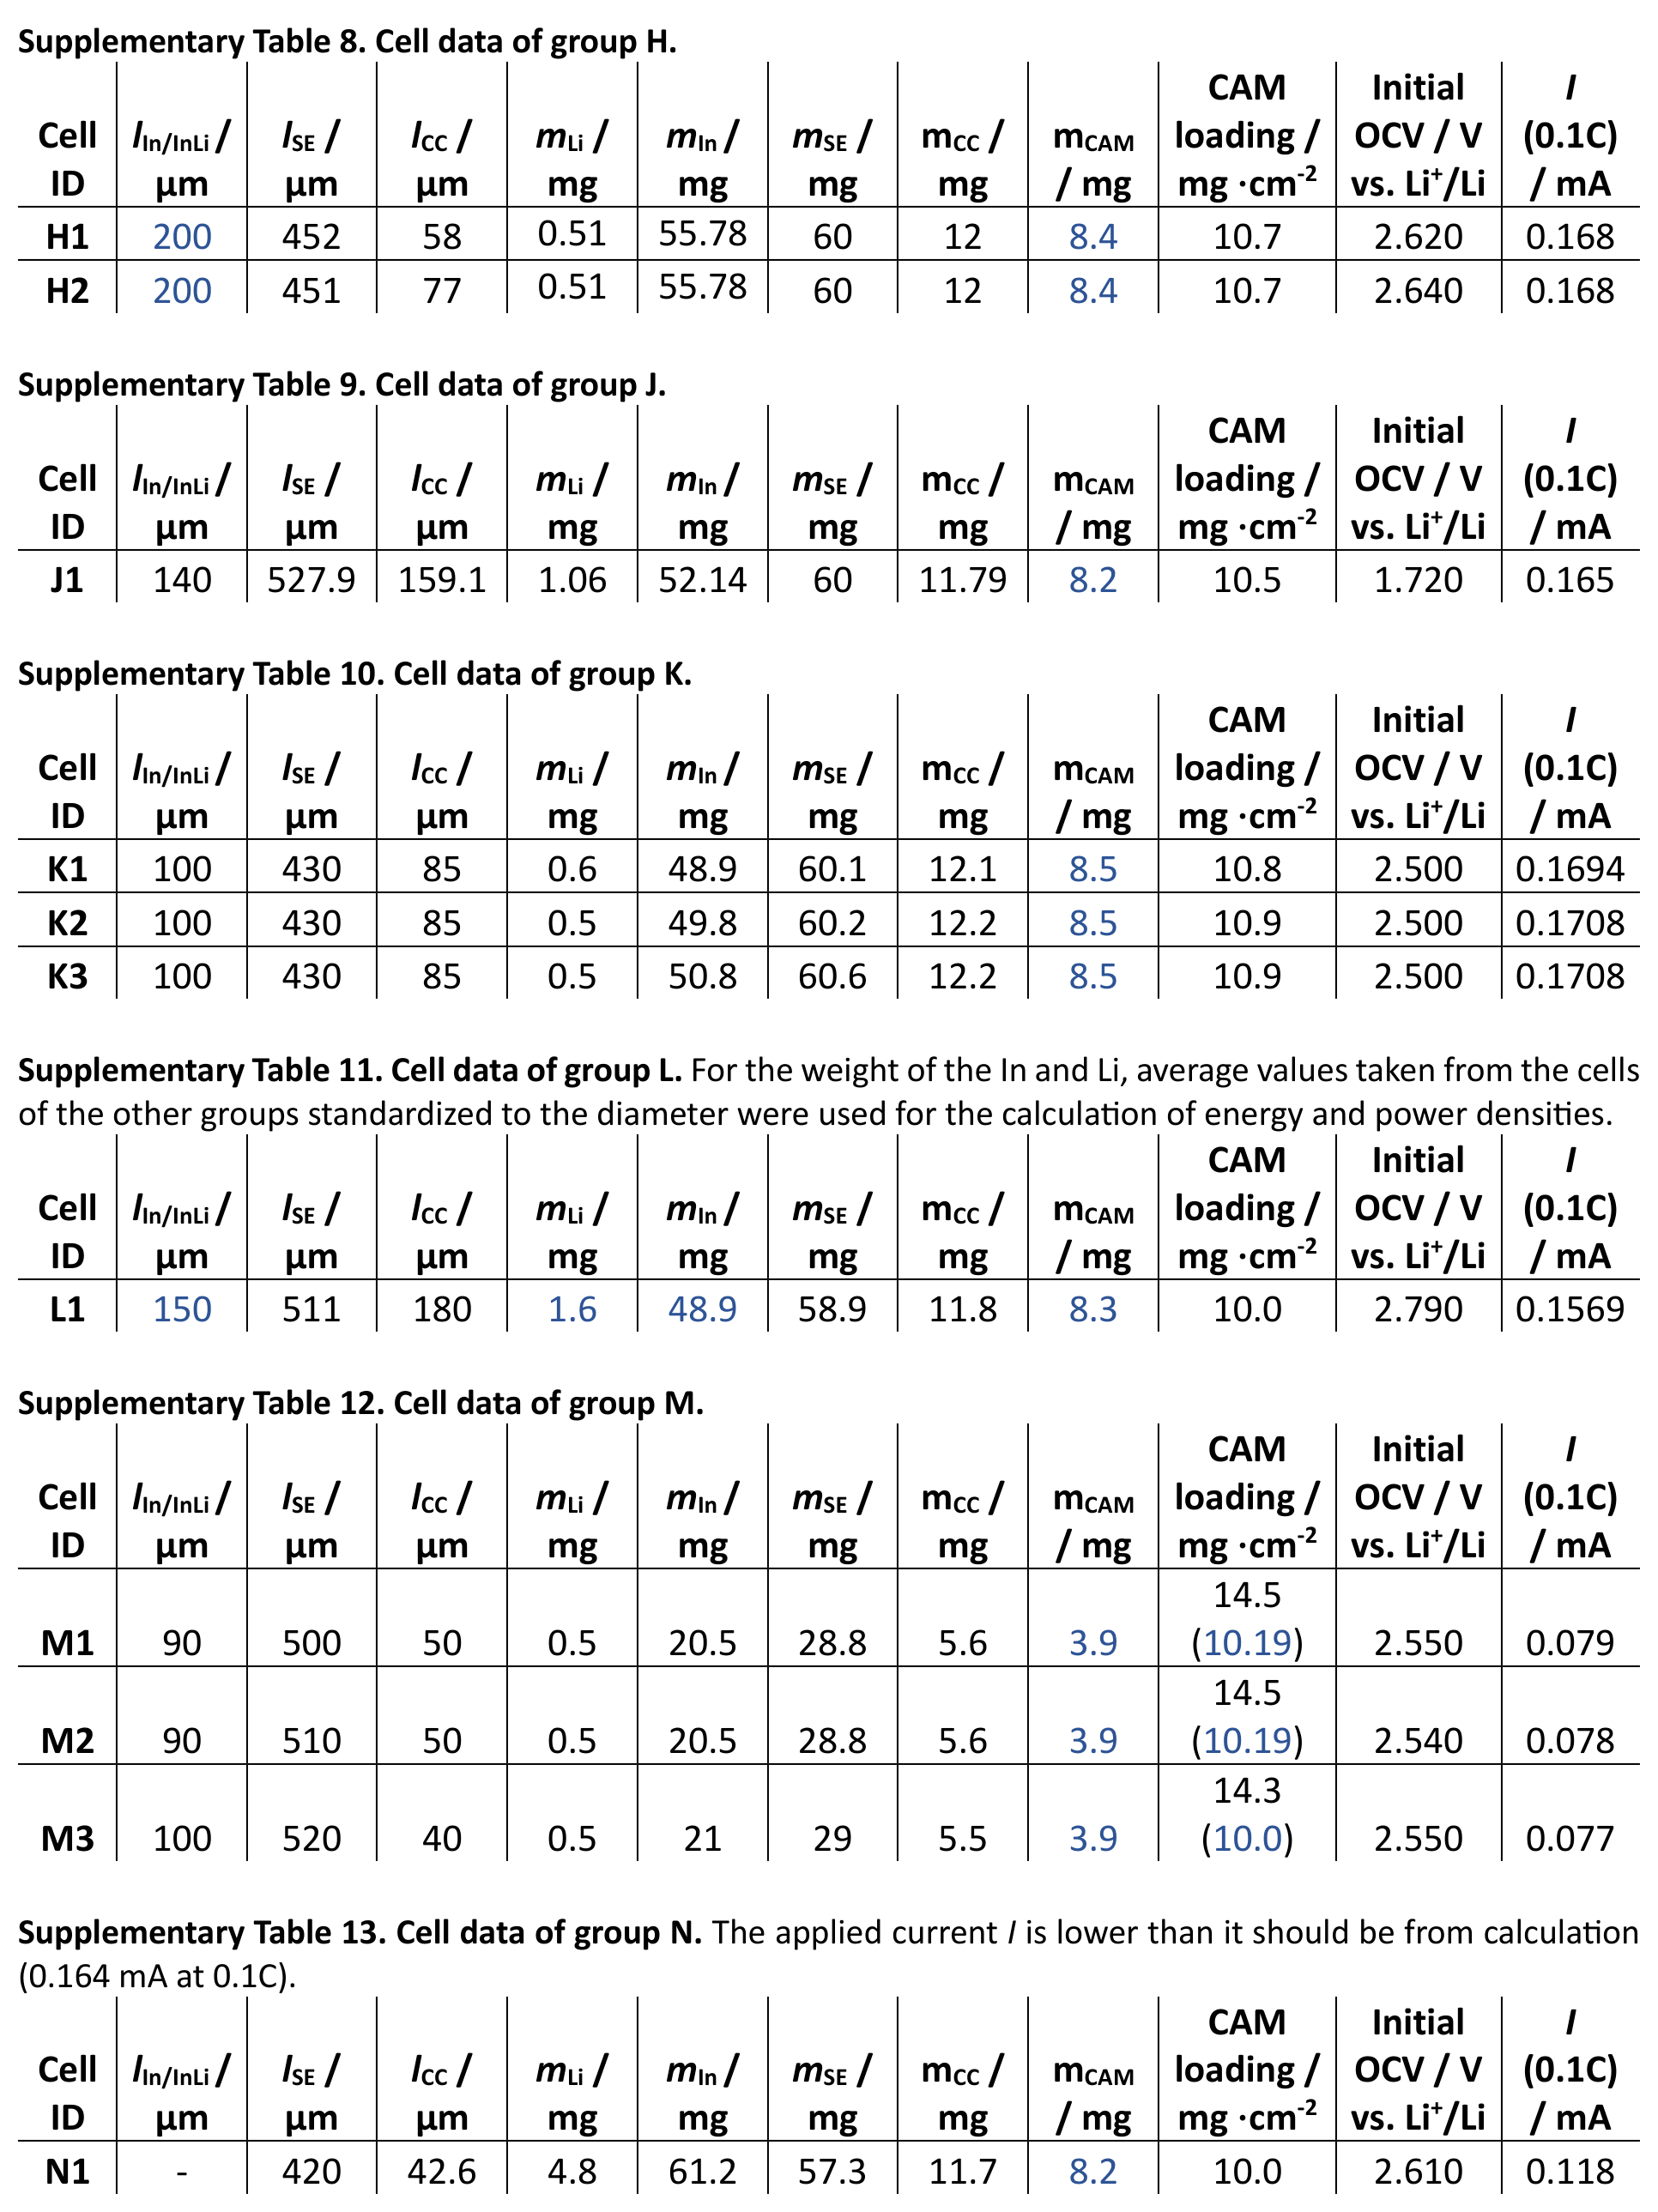 Supplementary Table 8. Cell data of group H.
Cell ID | lIn/InLi / µm | lSE / µm | lCC / µm | mLi / mg | mIn / mg | mSE / mg | mCC / mg | mCAM / mg | CAM loading / mg ·cm-2 | Initial OCV / V vs. Li+/Li | I (0.1C) / mA
H1 | 200 | 452 | 58 | 0.51 | 55.78 | 60 | 12 | 8.4 | 10.7 | 2.620 | 0.168
H2 | 200 | 451 | 77 | 0.51 | 55.78 | 60 | 12 | 8.4 | 10.7 | 2.640 | 0.168
Supplementary Table 9. Cell data of group J.
Cell ID | lIn/InLi / µm | lSE / µm | lCC / µm | mLi / mg | mIn / mg | mSE / mg | mCC / mg | mCAM / mg | CAM loading / mg ·cm-2 | Initial OCV / V vs. Li+/Li | I (0.1C) / mA
J1 | 140 | 527.9 | 159.1 | 1.06 | 52.14 | 60 | 11.79 | 8.2 | 10.5 | 1.720 | 0.165
Supplementary Table 10. Cell data of group K.
Cell ID | lIn/InLi / µm | lSE / µm | lCC / µm | mLi / mg | mIn / mg | mSE / mg | mCC / mg | mCAM / mg | CAM loading / mg ·cm-2 | Initial OCV / V vs. Li+/Li | I (0.1C) / mA
K1 | 100 | 430 | 85 | 0.6 | 48.9 | 60.1 | 12.1 | 8.5 | 10.8 | 2.500 | 0.1694
K2 | 100 | 430 | 85 | 0.5 | 49.8 | 60.2 | 12.2 | 8.5 | 10.9 | 2.500 | 0.1708
K3 | 100 | 430 | 85 | 0.5 | 50.8 | 60.6 | 12.2 | 8.5 | 10.9 | 2.500 | 0.1708
Supplementary Table 11. Cell data of group L. For the weight of the In and Li, average values taken from the cells
of the other groups standardized to the diameter were used for the calculation of energy and power densities.
Cell ID | lIn/InLi / µm | lSE / µm | lCC / µm | mLi / mg | mIn / mg | mSE / mg | mCC / mg | mCAM / mg | CAM loading / mg ·cm-2 | Initial OCV / V vs. Li+/Li | I (0.1C) / mA
L1 | 150 | 511 | 180 | 1.6 | 48.9 | 58.9 | 11.8 | 8.3 | 10.0 | 2.790 | 0.1569
Supplementary Table 12. Cell data of group M.
Cell ID | lIn/InLi / µm | lSE / µm | lCC / µm | mLi / mg | mIn / mg | mSE / mg | mCC / mg | mCAM / mg | CAM loading / mg ·cm-2 | Initial OCV / V vs. Li+/Li | I (0.1C) / mA
M1 | 90 | 500 | 50 | 0.5 | 20.5 | 28.8 | 5.6 | 3.9 | 14.5 (10.19) | 2.550 | 0.079
M2 | 90 | 510 | 50 | 0.5 | 20.5 | 28.8 | 5.6 | 3.9 | 14.5 (10.19) | 2.540 | 0.078
M3 | 100 | 520 | 40 | 0.5 | 21 | 29 | 5.5 | 3.9 | 14.3 (10.0) | 2.550 | 0.077
Supplementary Table 13. Cell data of group N. The applied current I is lower than it should be from calculation
(0.164 mA at 0.1C).
Cell ID | lIn/InLi / µm | lSE / µm | lCC / µm | mLi / mg | mIn / mg | mSE / mg | mCC / mg | mCAM / mg | CAM loading / mg ·cm-2 | Initial OCV / V vs. Li+/Li | I (0.1C) / mA
N1 | - | 420 | 42.6 | 4.8 | 61.2 | 57.3 | 11.7 | 8.2 | 10.0 | 2.610 | 0.118